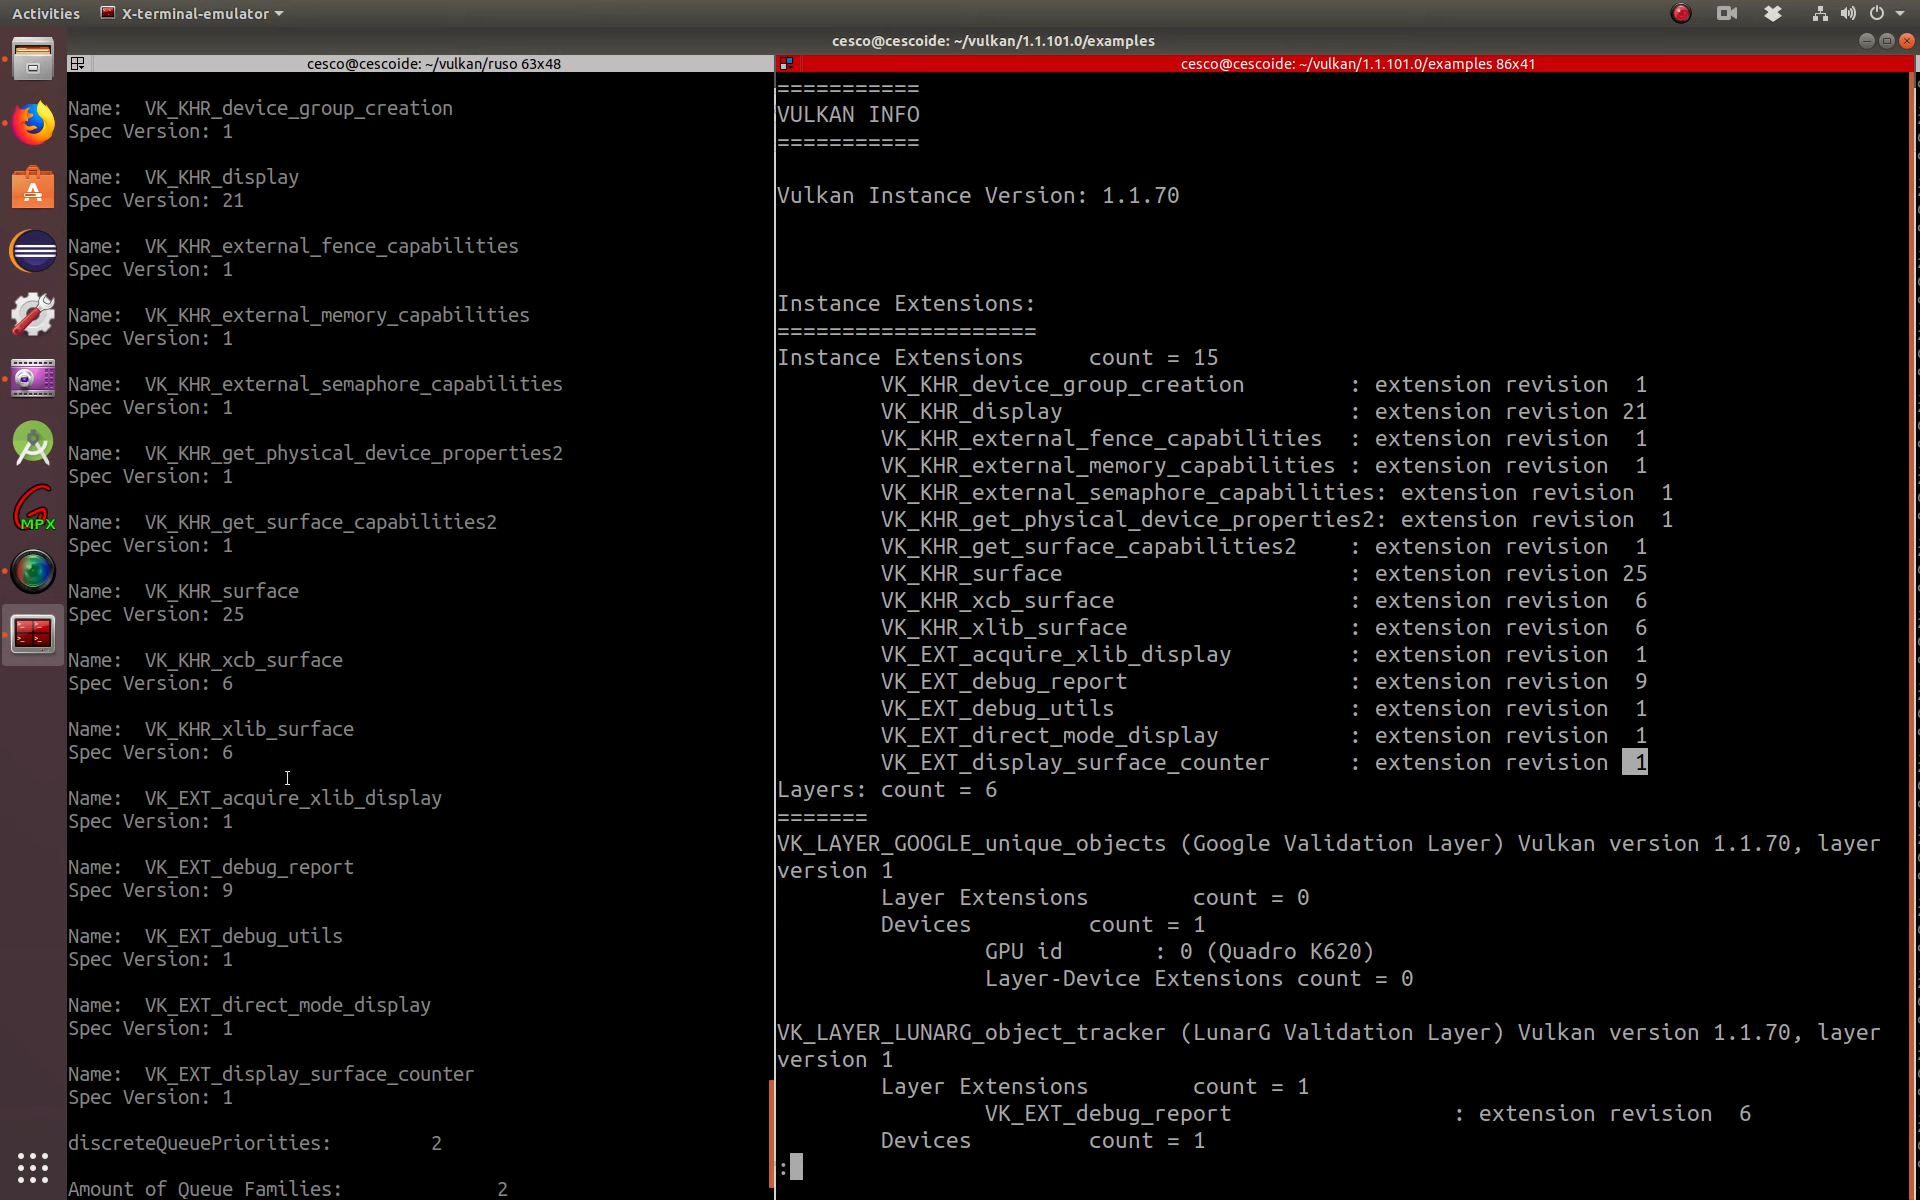 Activities
X-terminal-emulator
cesco@cescoide: ~/vulkan/1.1.101.0/examples
cesco@cescoide: ~/vulkan/ruso 63x48
Name:  VK_KHR_device_group_creation
Spec Version: 1
Name:  VK_KHR_display
Spec Version: 21
Name:  VK_KHR_external_fence_capabilities
Spec Version: 1
Name:  VK_KHR_external_memory_capabilities
Spec Version: 1
Name:  VK_KHR_external_semaphore_capabilities
Spec Version: 1
Name:  VK_KHR_get_physical_device_properties2
Spec Version: 1
Name:  VK_KHR_get_surface_capabilities2
Spec Version: 1
Name:  VK_KHR_surface
Spec Version: 25
Name:  VK_KHR_xcb_surface
Spec Version: 6
Name:  VK_KHR_xlib_surface
Spec Version: 6
Name:  VK_EXT_acquire_xlib_display
Spec Version: 1
Name:  VK_EXT_debug_report
Spec Version: 9
Name:  VK_EXT_debug_utils
Spec Version: 1
Name:  VK_EXT_direct_mode_display
Spec Version: 1
Name:  VK_EXT_display_surface_counter
Spec Version: 1
discreteQueuePriorities:         2
Amount of Queue Families:              2
cesco@cescoide: ~/vulkan/1.1.101.0/examples 86x41
===========
VULKAN INFO
===========
Vulkan Instance Version: 1.1.70
Instance Extensions:
====================
Instance Extensions     count = 15
VK_KHR_device_group_creation        : extension revision  1
VK_KHR_display                      : extension revision 21
VK_KHR_external_fence_capabilities  : extension revision  1
VK_KHR_external_memory_capabilities : extension revision  1
VK_KHR_external_semaphore_capabilities: extension revision  1
VK_KHR_get_physical_device_properties2: extension revision  1
VK_KHR_get_surface_capabilities2    : extension revision  1
VK_KHR_surface                      : extension revision 25
VK_KHR_xcb_surface                  : extension revision  6
VK_KHR_xlib_surface                 : extension revision  6
VK_EXT_acquire_xlib_display         : extension revision  1
VK_EXT_debug_report                 : extension revision  9
VK_EXT_debug_utils                  : extension revision  1
VK_EXT_direct_mode_display          : extension revision  1
VK_EXT_display_surface_counter      : extension revision  1
Layers: count = 6
=======
VK_LAYER_GOOGLE_unique_objects (Google Validation Layer) Vulkan version 1.1.70, layer
version 1
Layer Extensions        count = 0
Devices         count = 1
GPU id       : 0 (Quadro K620)
Layer-Device Extensions count = 0
VK_LAYER_LUNARG_object_tracker (LunarG Validation Layer) Vulkan version 1.1.70, layer
version 1
Layer Extensions        count = 1
VK_EXT_debug_report                 : extension revision  6
Devices         count = 1
:
MPX